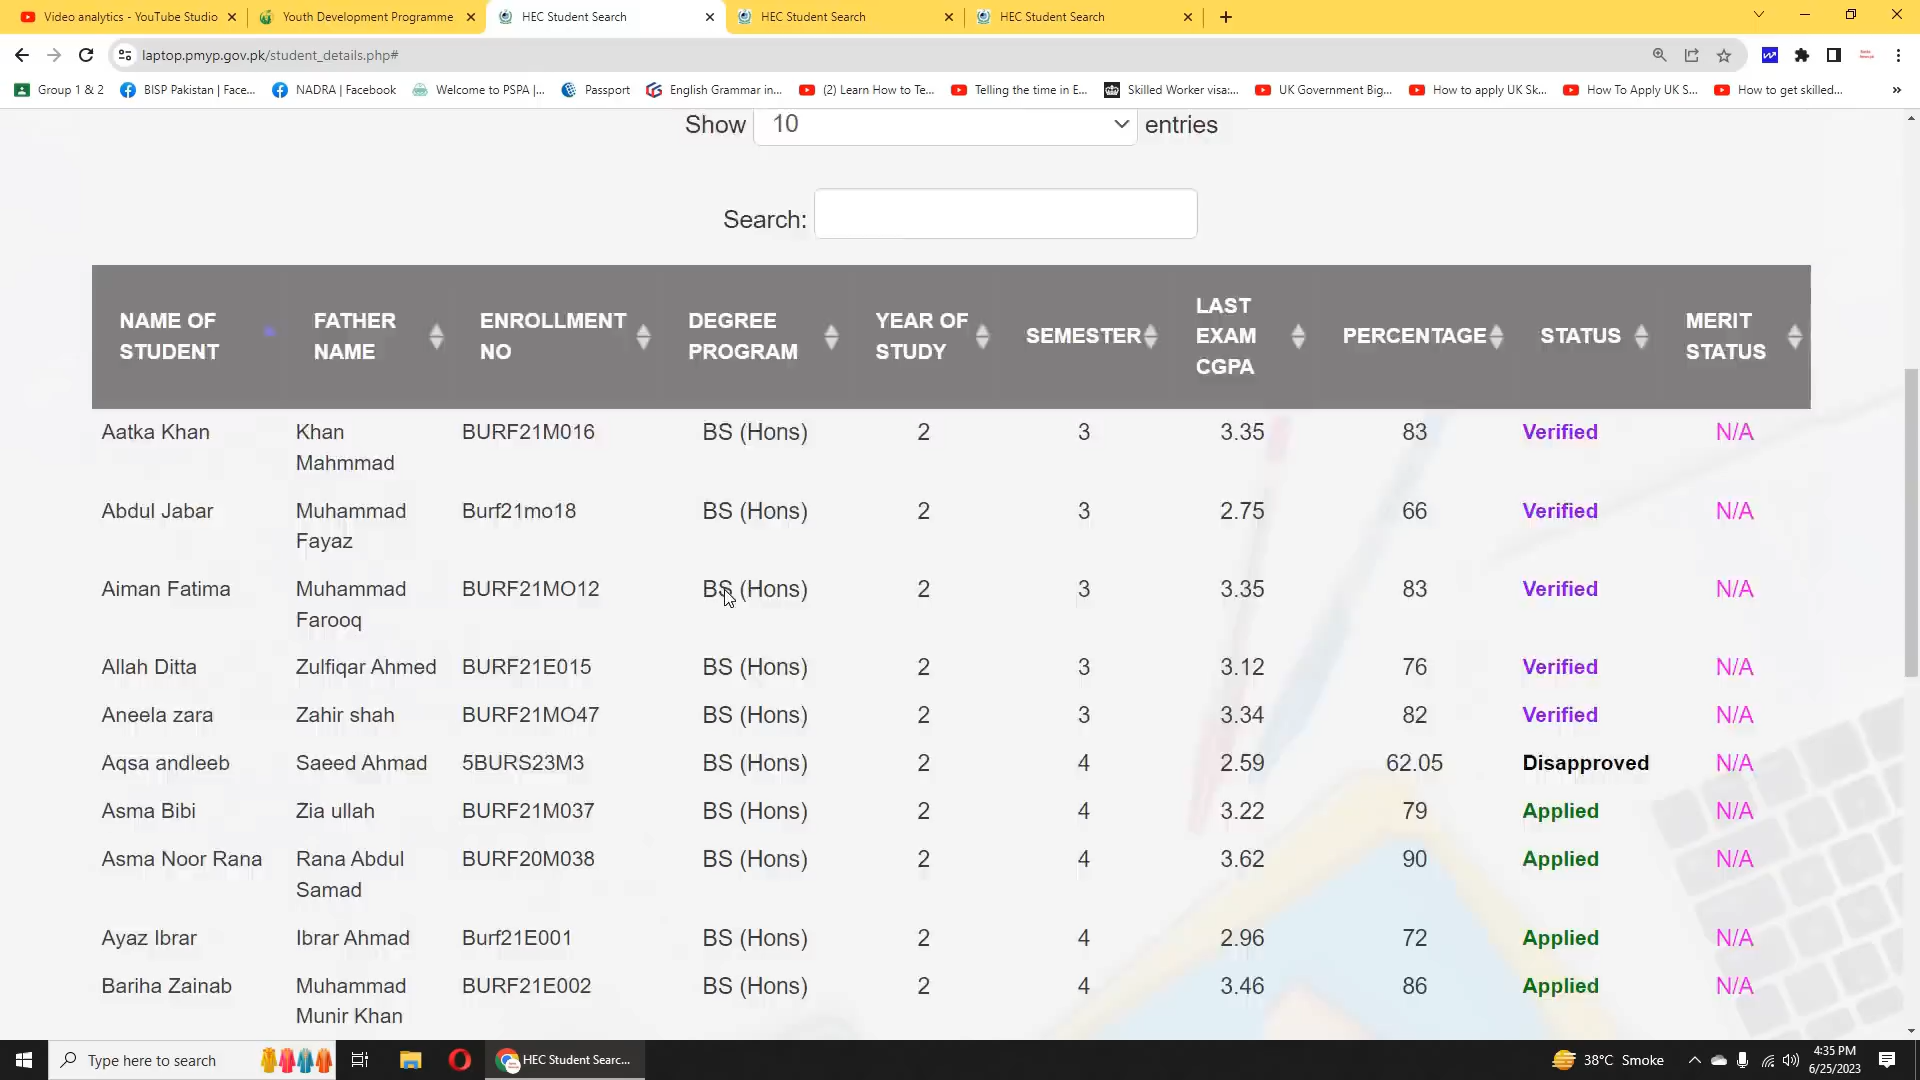 Video analytics - YouTube Studio
Youth Development Programme
HEC Student Search
HEC Student Search
HEC Student Search
laptop.pmyp.gov.pk/student_details.php#
Group 1 & 2
BISP Pakistan | Face...
NADRA | Facebook
Welcome to PSPA |...
Passport
English Grammar in...
(2) Learn How to Te...
Telling the time in E...
Skilled Worker visa:...
UK Government Big...
How to apply UK Sk...
How To Apply UK S...
How to get skilled...
Show 10 entries
Search:
NAME OF STUDENT
FATHER NAME
ENROLLMENT NO
DEGREE PROGRAM
YEAR OF STUDY
SEMESTER
LAST EXAM CGPA
PERCENTAGE
STATUS
MERIT STATUS
Aatka Khan Khan Mahmmad BURF21M016 BS (Hons) 2 3 3.35 83 Verified N/A
Abdul Jabar Muhammad Fayaz Burf21mo18 BS (Hons) 2 3 2.75 66 Verified N/A
Aiman Fatima Muhammad Farooq BURF21MO12 BS (Hons) 2 3 3.35 83 Verified N/A
Allah Ditta Zulfiqar Ahmed BURF21E015 BS (Hons) 2 3 3.12 76 Verified N/A
Aneela zara Zahir shah BURF21MO47 BS (Hons) 2 3 3.34 82 Verified N/A
Aqsa andleeb Saeed Ahmad 5BURS23M3 BS (Hons) 2 4 2.59 62.05 Disapproved N/A
Asma Bibi Zia ullah BURF21M037 BS (Hons) 2 4 3.22 79 Applied N/A
Asma Noor Rana Rana Abdul Samad BURF20M038 BS (Hons) 2 4 3.62 90 Applied N/A
Ayaz Ibrar Ibrar Ahmad Burf21E001 BS (Hons) 2 4 2.96 72 Applied N/A
Bariha Zainab Muhammad Munir Khan BURF21E002 BS (Hons) 2 4 3.46 86 Applied N/A
Type here to search
HEC Student Searc...
38°C Smoke
4:35 PM
6/25/2023